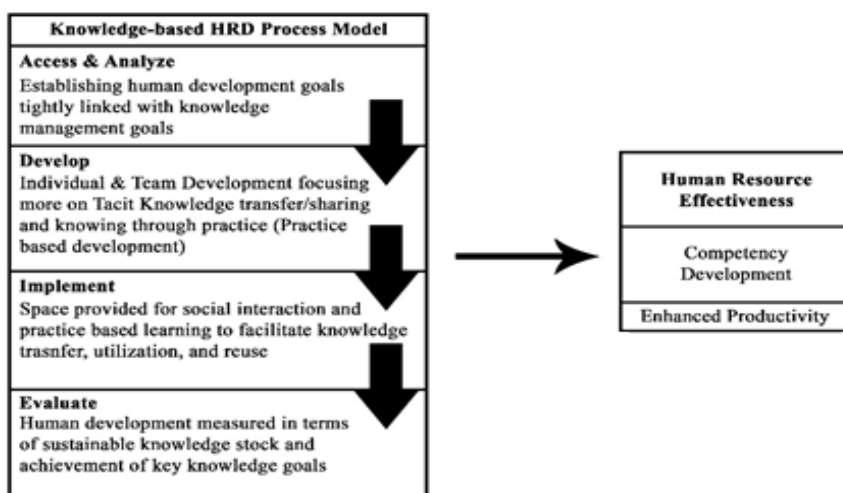 Knowledge-based HRD Process Model
Access & Analyze
Establishing human development goals
tightly linked with knowledge
management goals
Develop
Individual & Team Development focusing
more on Tacit Knowledge transfer/sharing
and knowing through practice (Practice
based development)
Implement
Space provided for social interaction and
practice based learning to facilitate knowledge
trasnfer, utilization, and reuse
Evaluate
Human development measured in terms
of sustainable knowledge stock and
achievement of key knowledge goals
Human Resource
Effectiveness
Competency
Development
Enhanced Productivity